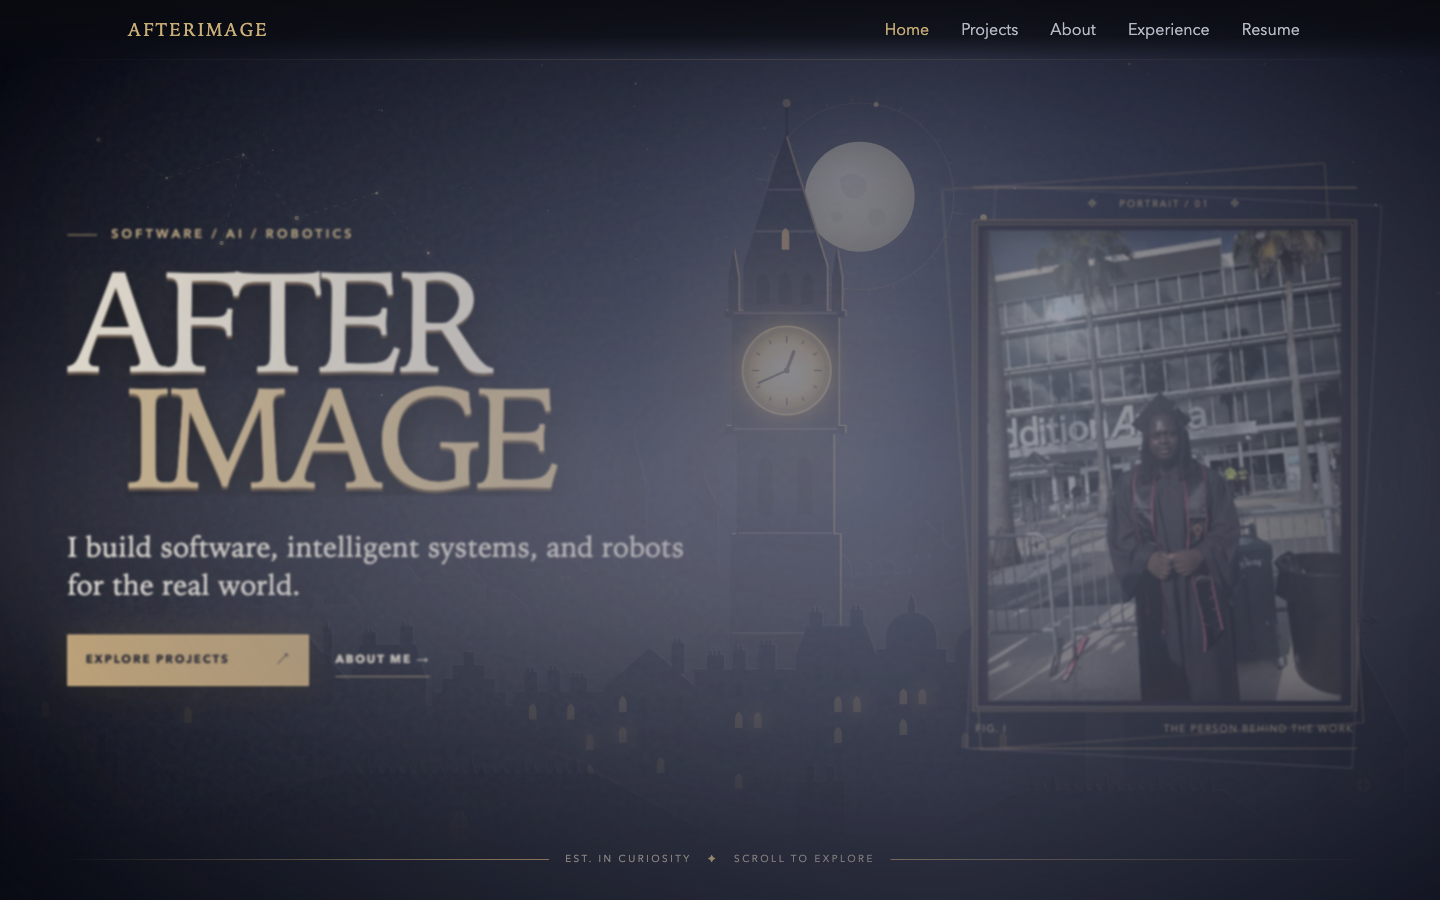 AFTERIMAGE
Home Projects About Experience Resume
PORTRAIT / 01
SOFTWARE / AI / ROBOTICS
AFTER
IMAGE
I build software, intelligent systems, and robots
for the real world.
EXPLORE PROJECTS ↗
ABOUT ME →
FIG. 1
THE PERSON BEHIND THE WORK
EST. IN CURIOSITY ✦ SCROLL TO EXPLORE